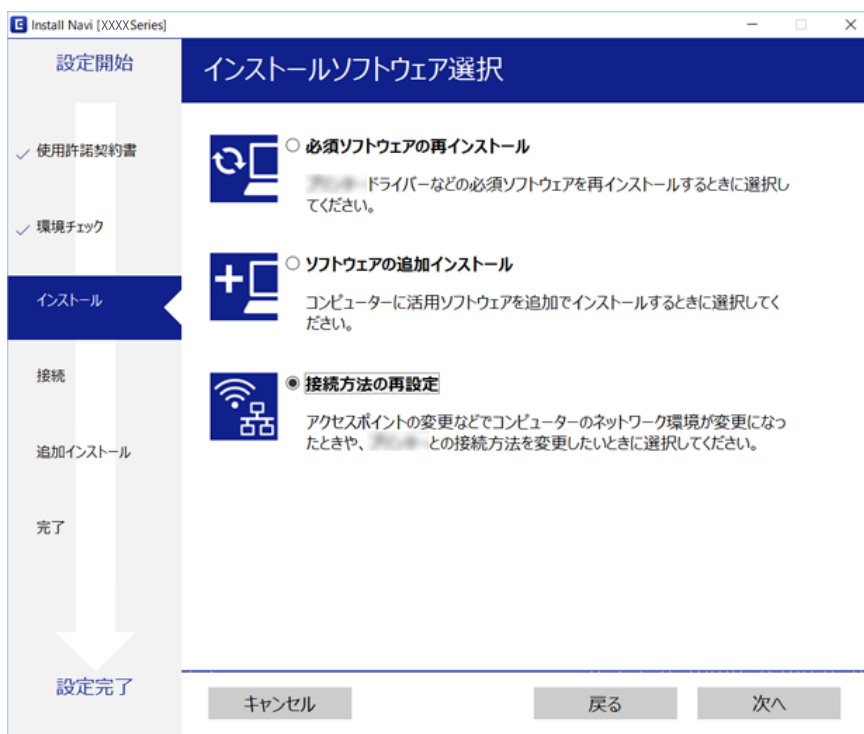 Install Navi [XXXX Series]
設定開始
インストールソフトウェア選択
使用許諾契約書
環境チェック
インストール
接続
追加インストール
完了
設定完了
必須ソフトウェアの再インストール
ドライバーなどの必須ソフトウェアを再インストールするときに選択し
てください。
ソフトウェアの追加インストール
コンピューターに活用ソフトウェアを追加でインストールするときに選択してく
ださい。
接続方法の再設定
アクセスポイントの変更などでコンピューターのネットワーク環境が変更になっ
たときや、 との接続方法を変更したいときに選択してください。
キャンセル
戻る
次へ